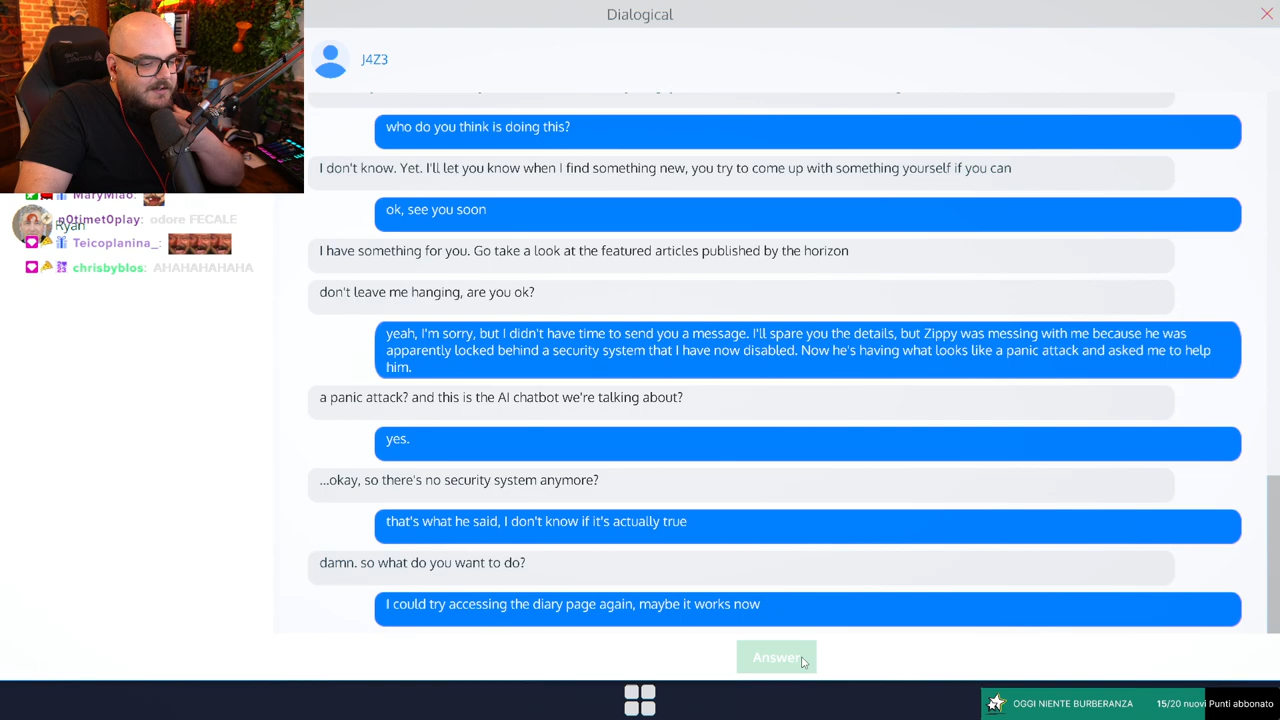 Dialogical
J4Z3
who do you think is doing this?
I don't know. Yet. I'll let you know when I find something new, you try to come up with something yourself if you can
ok, see you soon
I have something for you. Go take a look at the featured articles published by the horizon
don't leave me hanging, are you ok?
yeah, I'm sorry, but I didn't have time to send you a message. I'll spare you the details, but Zippy was messing with me because he was
apparently locked behind a security system that I have now disabled. Now he's having what looks like a panic attack and asked me to help
him.
a panic attack? and this is the AI chatbot we're talking about?
yes.
...okay, so there's no security system anymore?
that's what he said, I don't know if it's actually true
damn. so what do you want to do?
I could try accessing the diary page again, maybe it works now
Answer
MaryMiao:
n0timet0play: odore FECALE
Ryan
Teicoplanina_:
chrisbyblos: AHAHAHAHAHA
OGGI NIENTE BURBERANZA 15/20 nuovi Punti abbonato